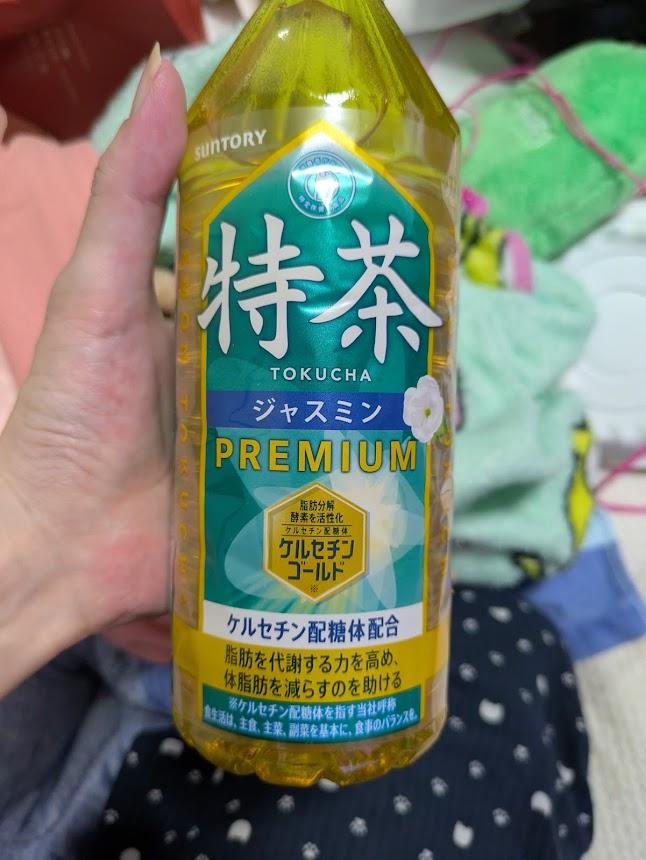 SUNTORY
特茶
TOKUCHA
ジャスミン
PREMIUM
脂肪分解
酵素を活性化
ケルセチン配糖体
ケルセチン
ゴールド
※
ケルセチン配糖体配合
脂肪を代謝する力を高め、
体脂肪を減らすのを助ける
※ケルセチン配糖体を指す当社呼称
食生活は、主食、主菜、副菜を基本に、食事のバランスを。